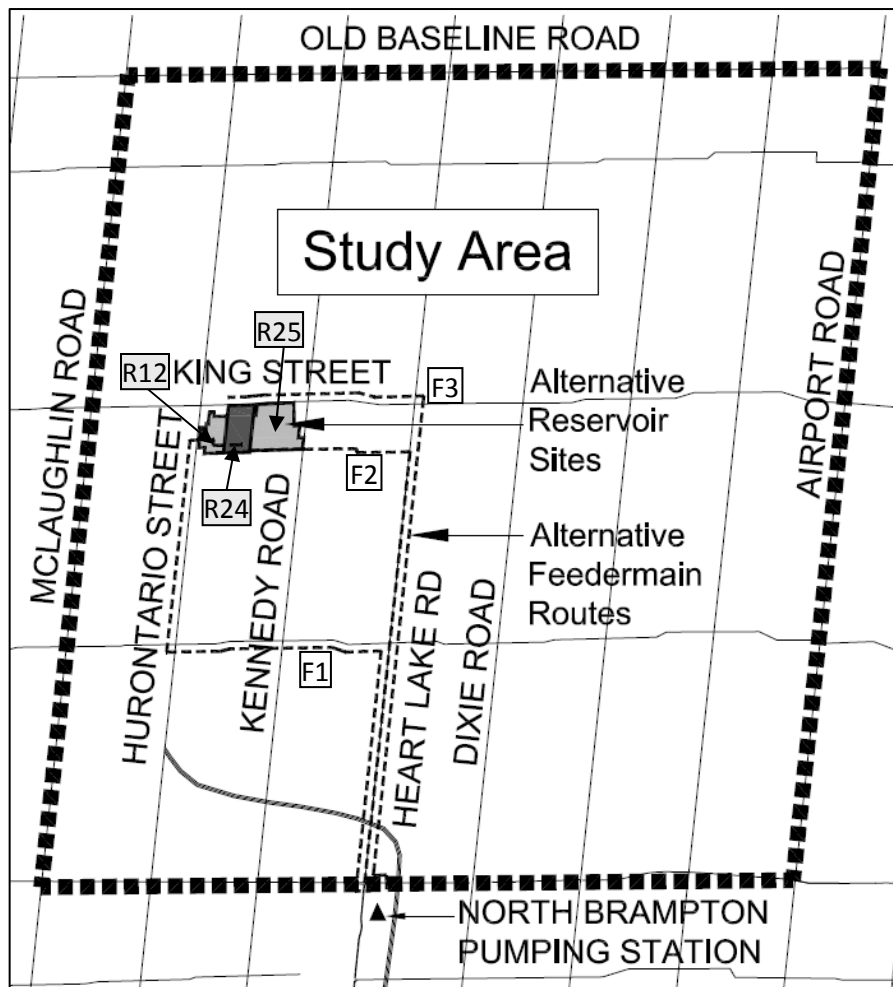 OLD BASELINE ROAD
Study Area
MCLAUGHLIN ROAD
AIRPORT ROAD
R25
R12
KING STREET
F3
Alternative
Reservoir
Sites
F2
R24
HURONTARIO STREET
KENNEDY ROAD
Alternative
Feedermain
Routes
HEART LAKE RD
DIXIE ROAD
F1
NORTH BRAMPTON
PUMPING STATION